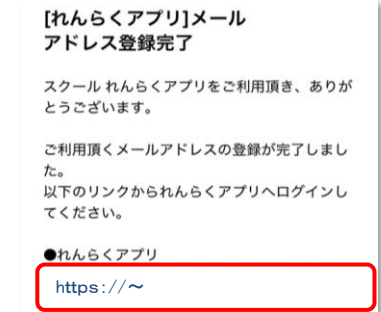 [れんらくアプリ]メール
アドレス登録完了
スクール れんらくアプリをご利用頂き、ありが
とうございます。
ご利用頂くメールアドレスの登録が完了しまし
た。
以下のリンクかられんらくアプリへログインし
てください。
●れんらくアプリ
https://～